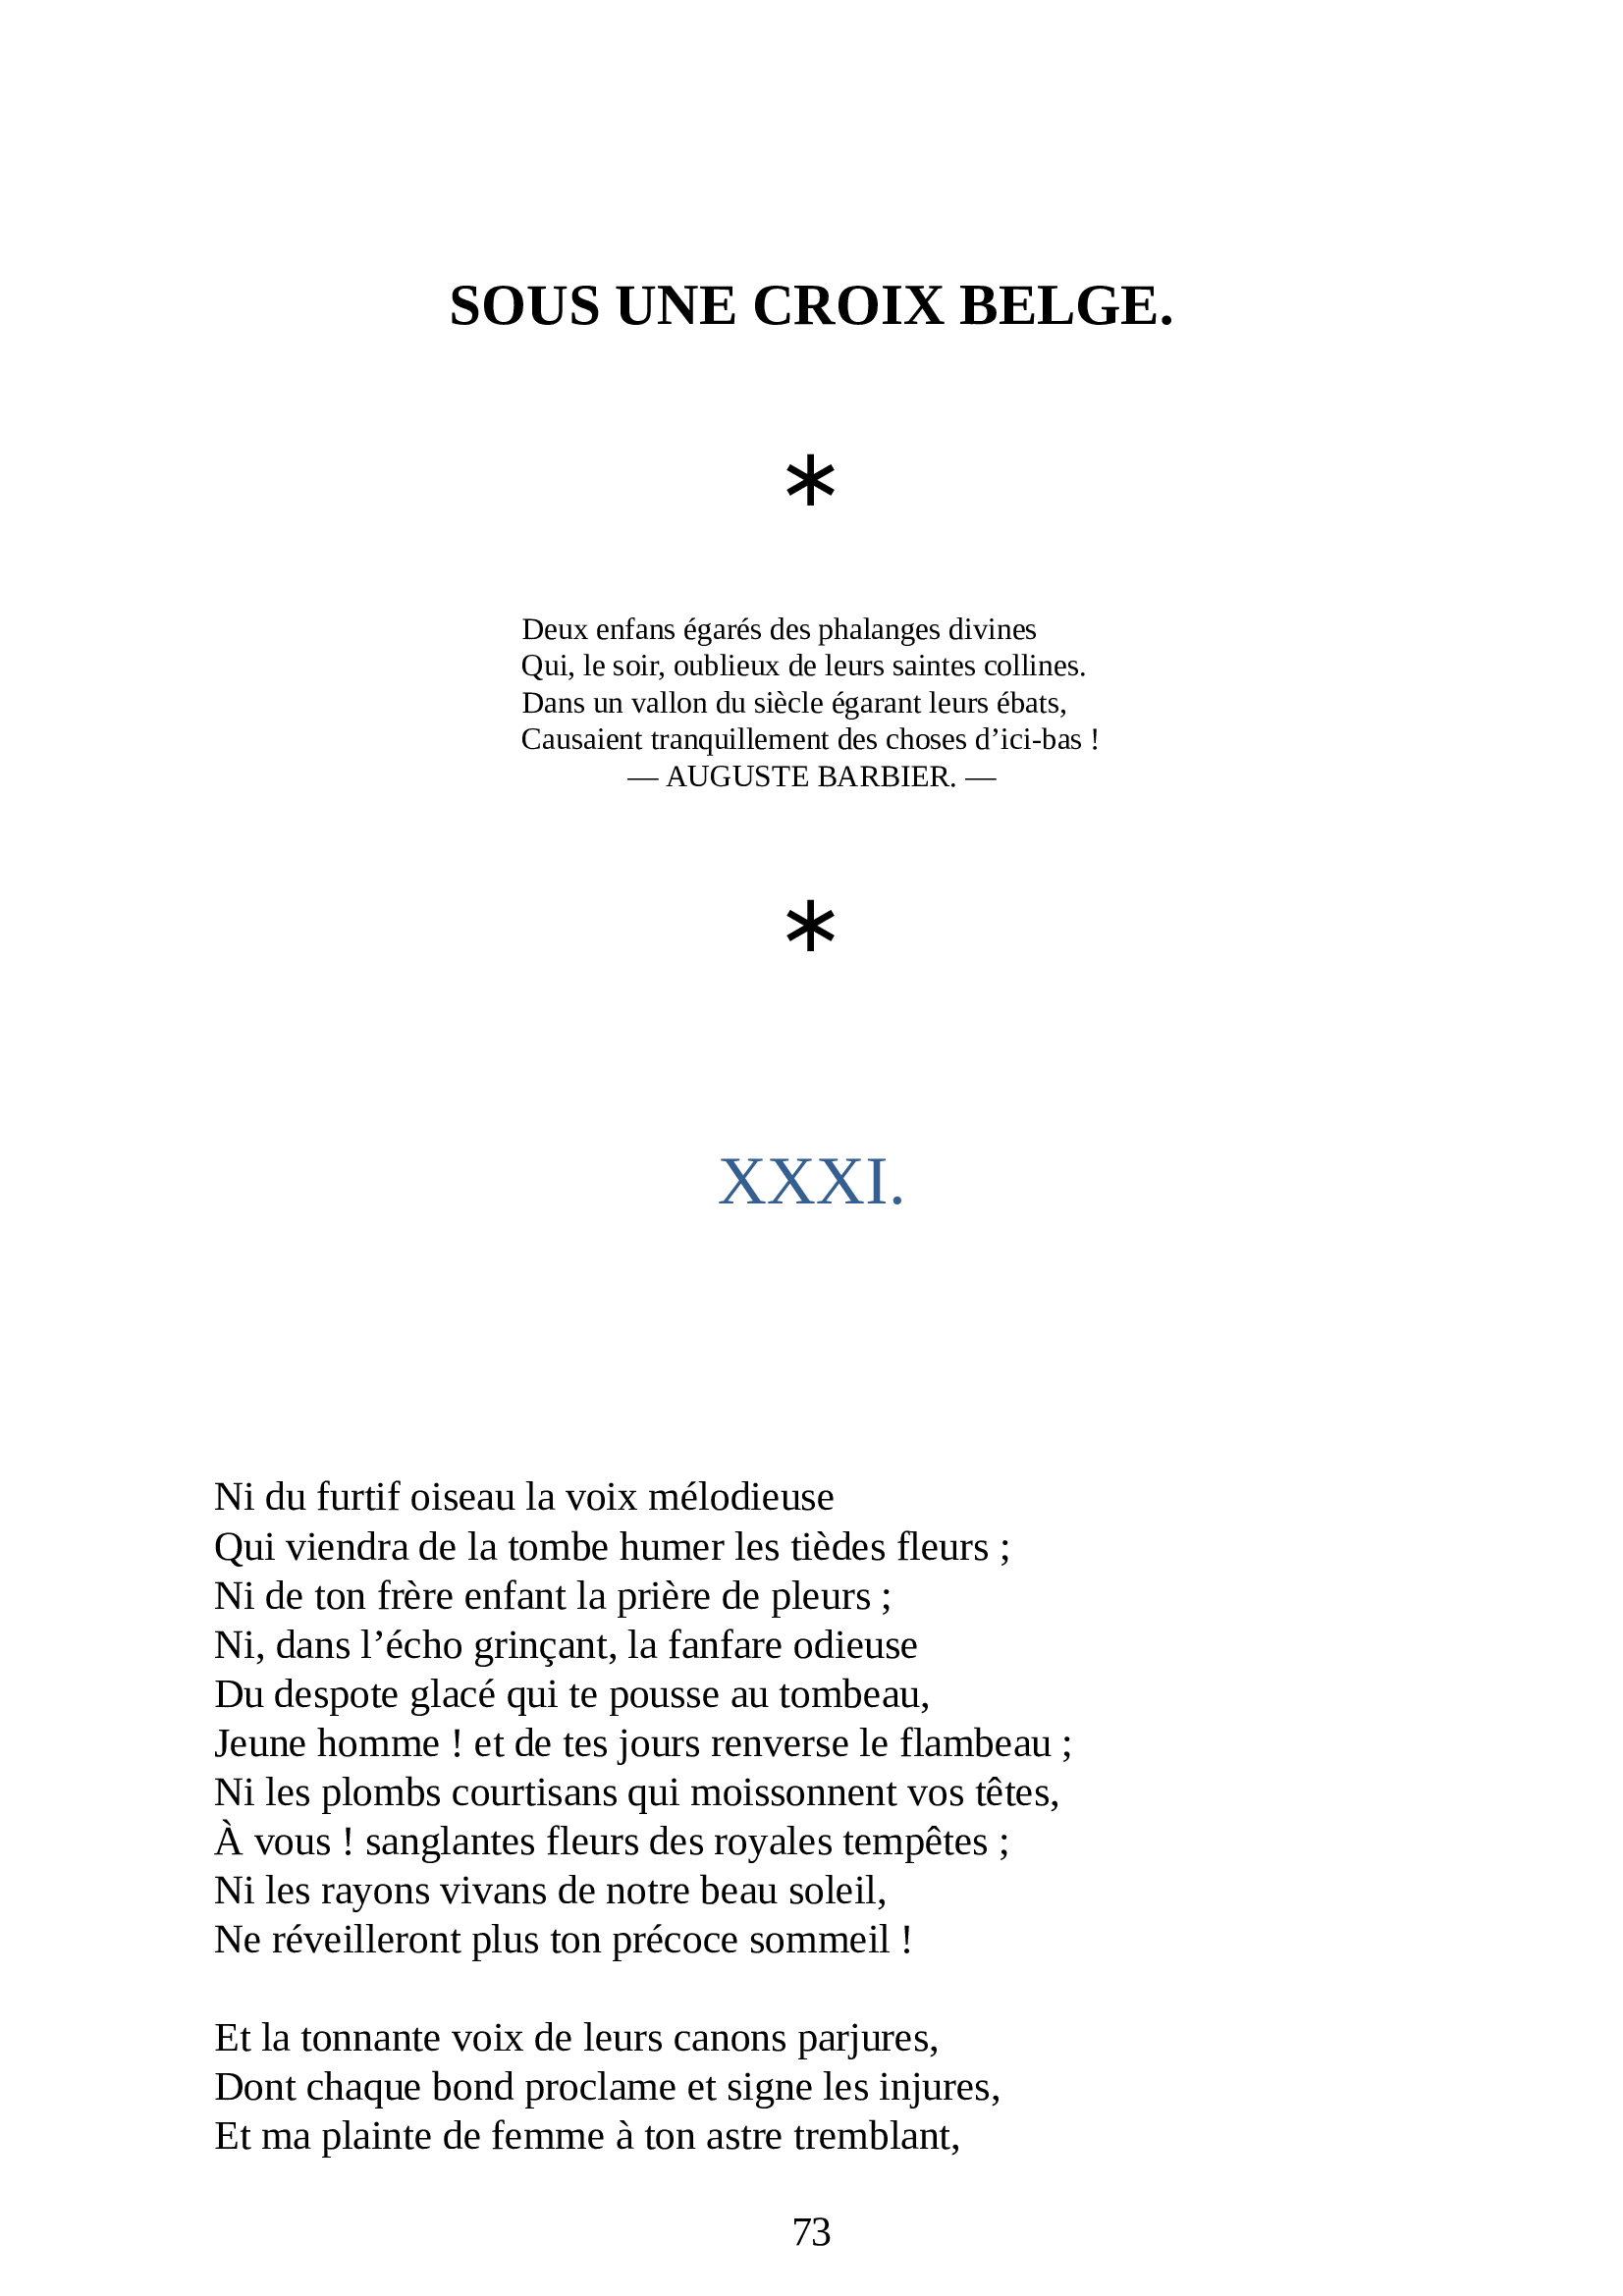 SOUS UNE CROIX BELGE.
*
Deux enfans égarés des phalanges divines
Qui, le soir, oublieux de leurs saintes collines.
Dans un vallon du siècle égarant leurs ébats,
Causaient tranquillement des choses d’ici-bas !
— AUGUSTE BARBIER. —
*
XXXI.
Ni du furtif oiseau la voix mélodieuse
Qui viendra de la tombe humer les tièdes fleurs ;
Ni de ton frère enfant la prière de pleurs ;
Ni, dans l’écho grinçant, la fanfare odieuse
Du despote glacé qui te pousse au tombeau,
Jeune homme ! et de tes jours renverse le flambeau ;
Ni les plombs courtisans qui moissonnent vos têtes,
À vous ! sanglantes fleurs des royales tempêtes ;
Ni les rayons vivans de notre beau soleil,
Ne réveilleront plus ton précoce sommeil !
Et la tonnante voix de leurs canons parjures,
Dont chaque bond proclame et signe les injures,
Et ma plainte de femme à ton astre tremblant,
73